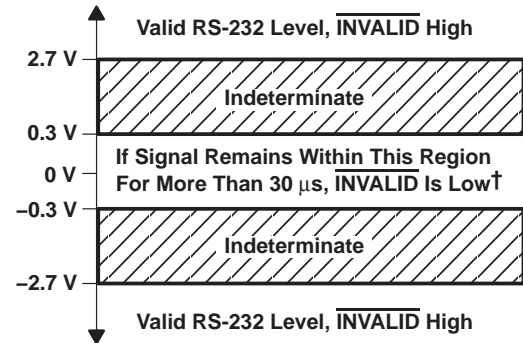 Valid RS-232 Level, INVALID High
2.7 V
Indeterminate
0.3 V
If Signal Remains Within This Region
0 V
For More Than 30 μs, INVALID Is Low†
−0.3 V
Indeterminate
−2.7 V
Valid RS-232 Level, INVALID High